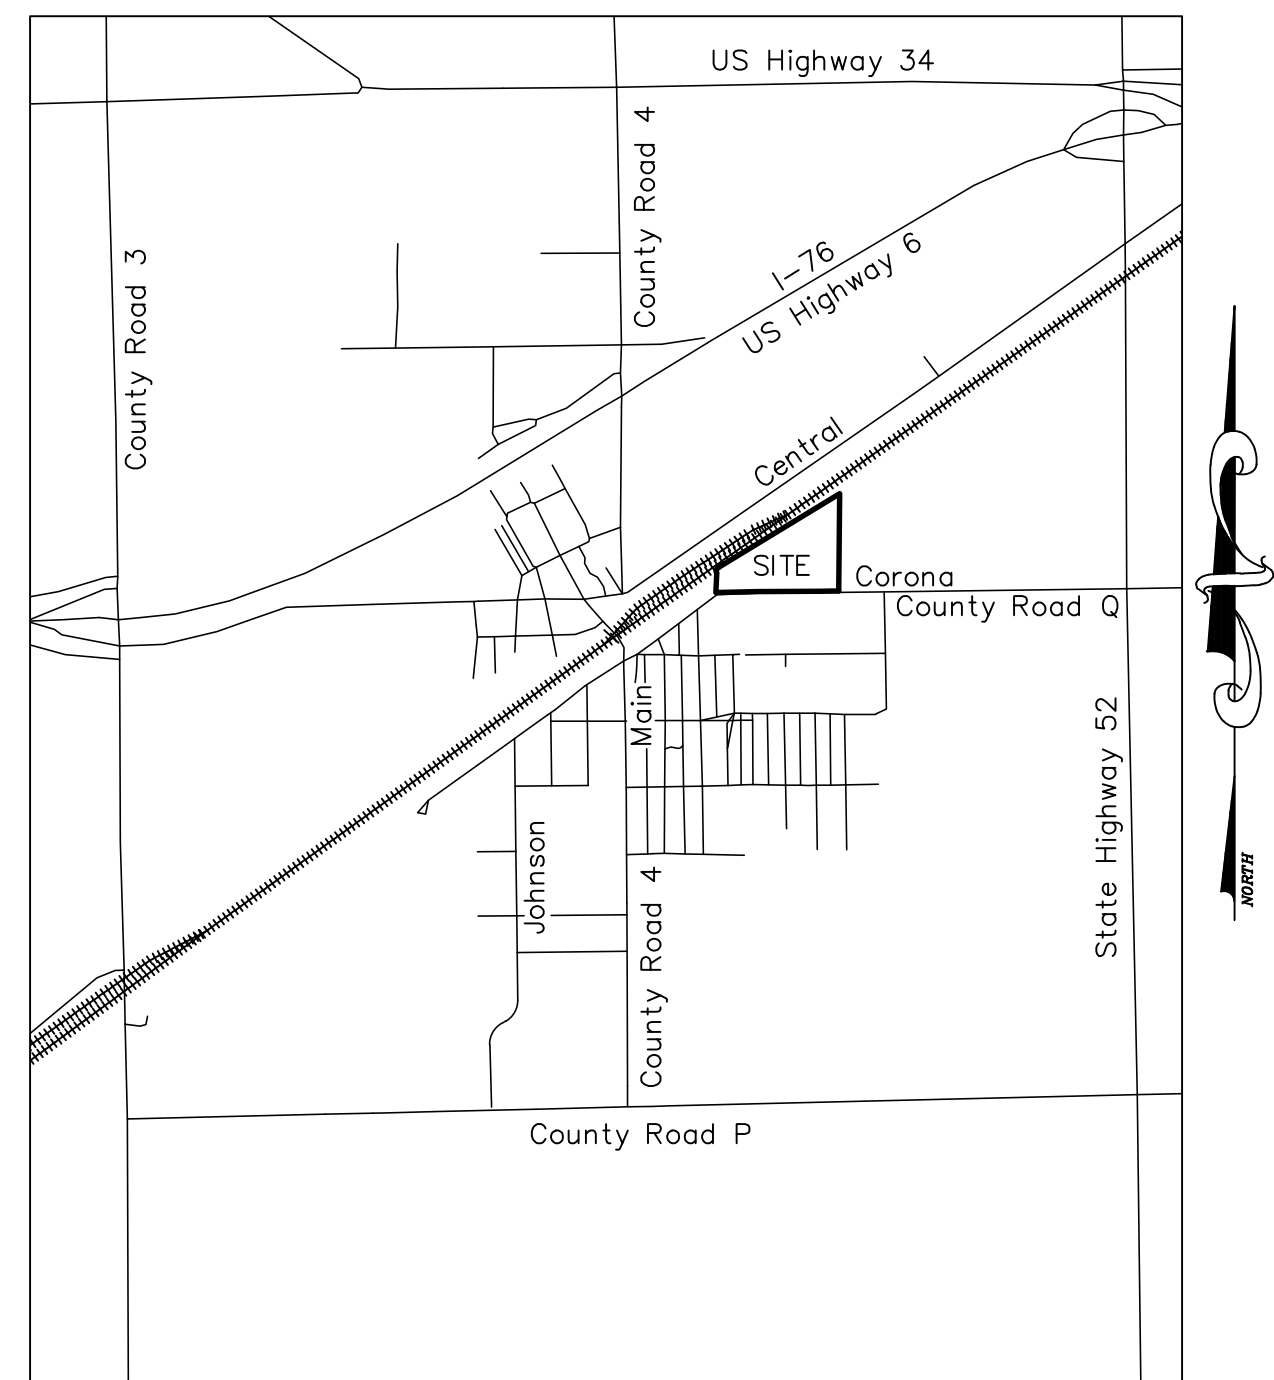 US Highway 34
County Road 4
County Road 3
I-76
US Highway 6
Central
SITE
Corona
County Road Q
Main
State Highway 52
Johnson
County Road 4
NORTH
County Road P